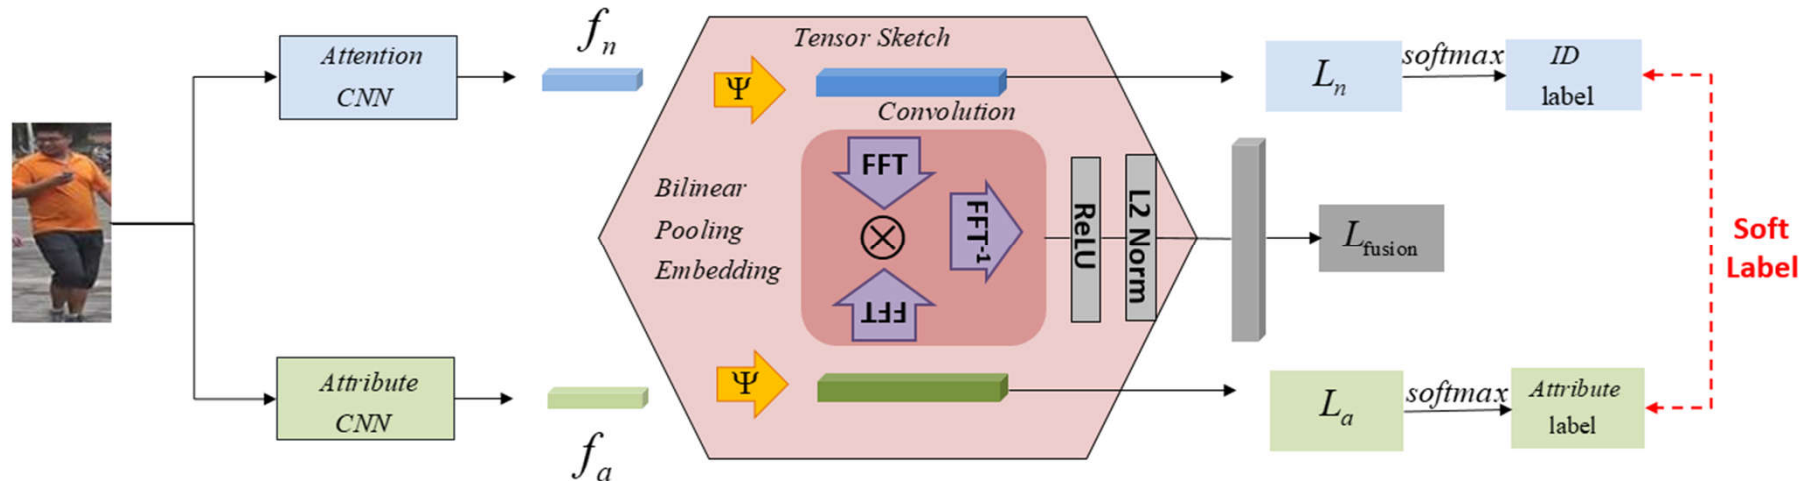 Attention
CNN
f_n
Tensor Sketch
Ψ
Convolution
L_n
softmax
ID
label
Bilinear
Pooling
Embedding
FFT
⊗
FFT
FFT⁻¹
ReLU
L2 Norm
L_fusion
Soft
Label
Attribute
CNN
f_a
Ψ
L_a
softmax
Attribute
label